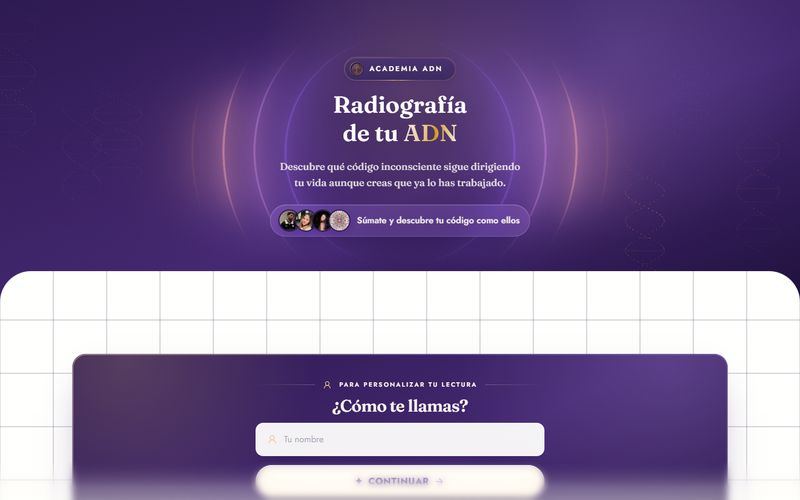 ACADEMIA ADN
Radiografía
de tu ADN
Descubre qué código inconsciente sigue dirigiendo
tu vida aunque creas que ya lo has trabajado.
Súmate y descubre tu código como ellos
PARA PERSONALIZAR TU LECTURA
¿Cómo te llamas?
Tu nombre
CONTINUAR